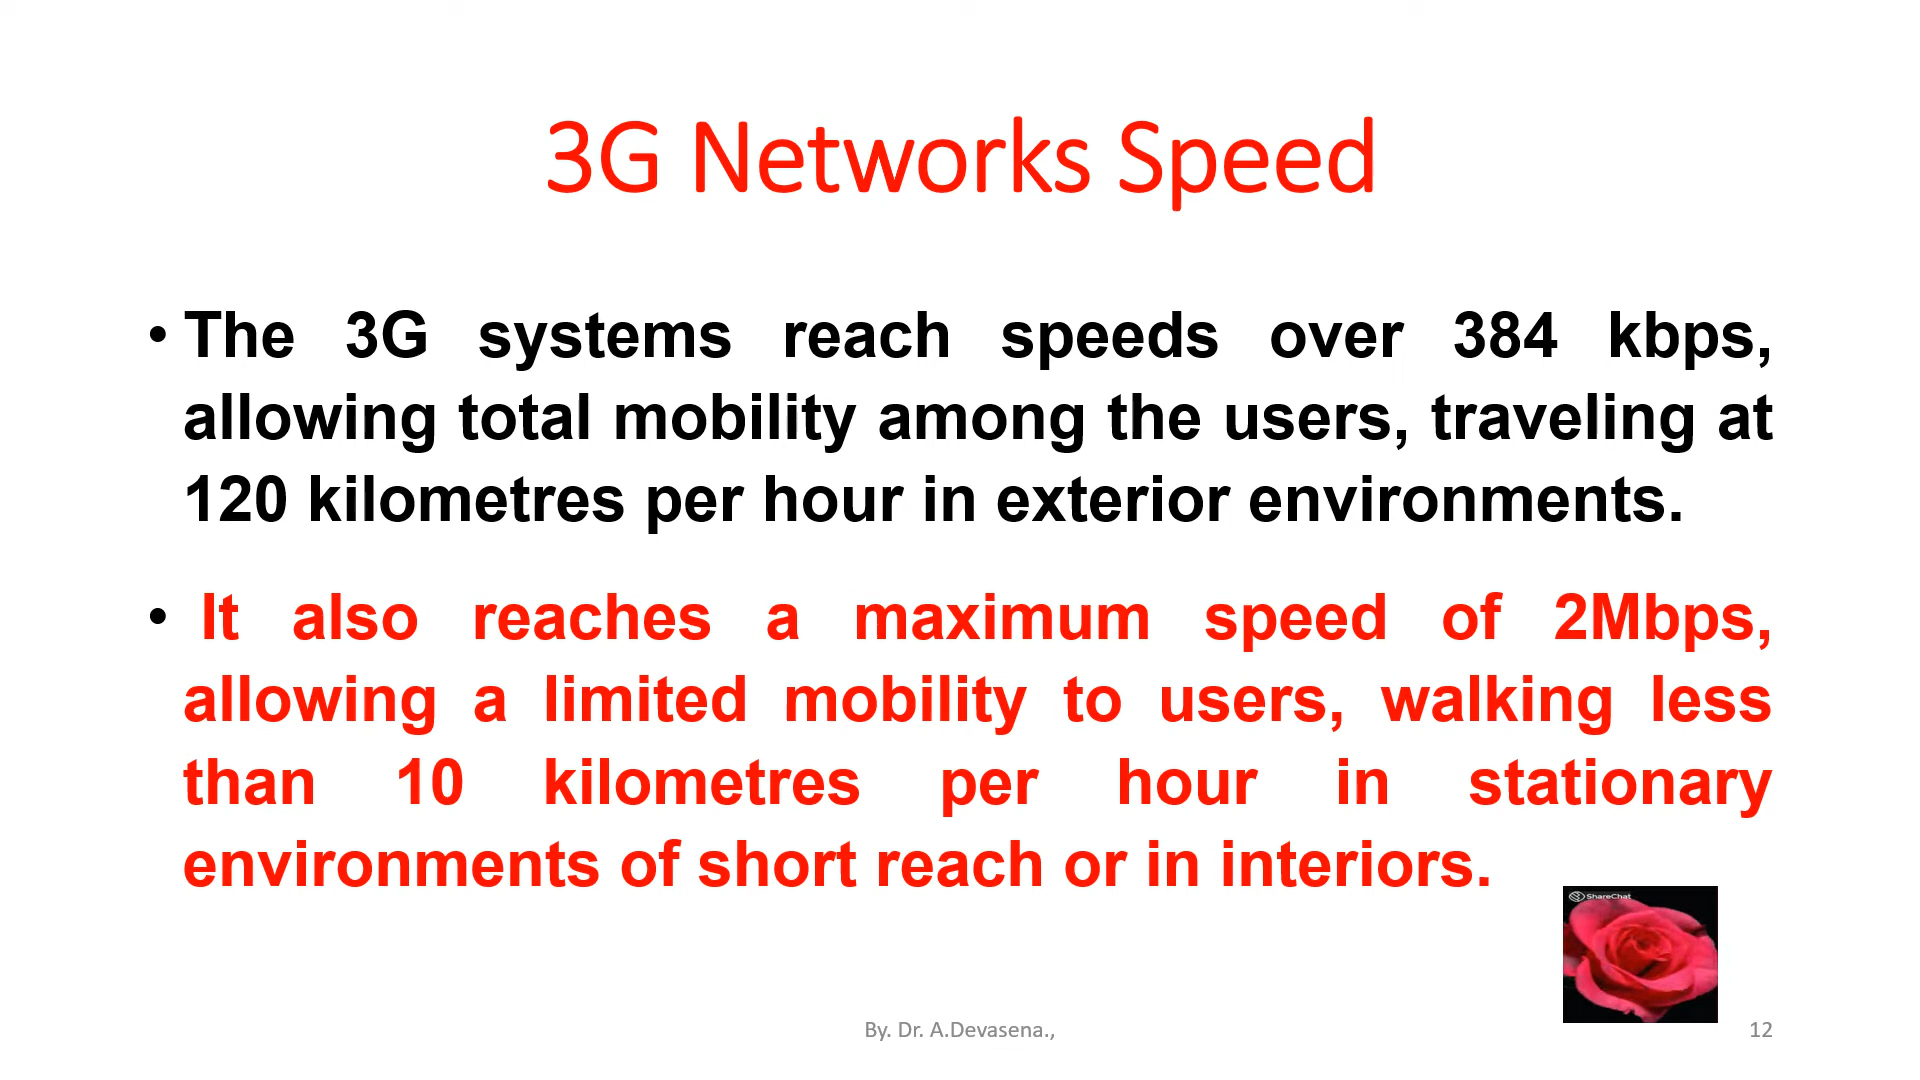 3G Networks Speed
• The 3G systems reach speeds over 384 kbps,
allowing total mobility among the users, traveling at
120 kilometres per hour in exterior environments.
• It also reaches a maximum speed of 2Mbps,
allowing a limited mobility to users, walking less
than 10 kilometres per hour in stationary
environments of short reach or in interiors.
ShareChat
By. Dr. A.Devasena.,
12